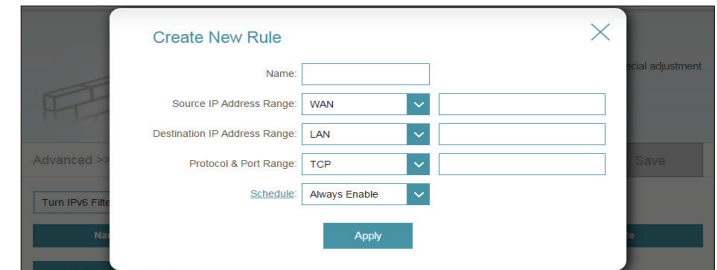 Create New Rule
Name:
ecial adjustment
Source IP Address Range: WAN
Destination IP Address Range: LAN
Advanced >>
Protocol & Port Range: TCP
Save
Schedule: Always Enable
Turn IPv6 Filte
Na
Apply